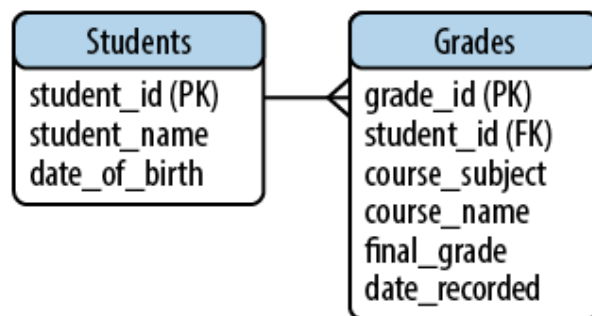 Students
student_id (PK)
student_name
date_of_birth
Grades
grade_id (PK)
student_id (FK)
course_subject
course_name
final_grade
date_recorded